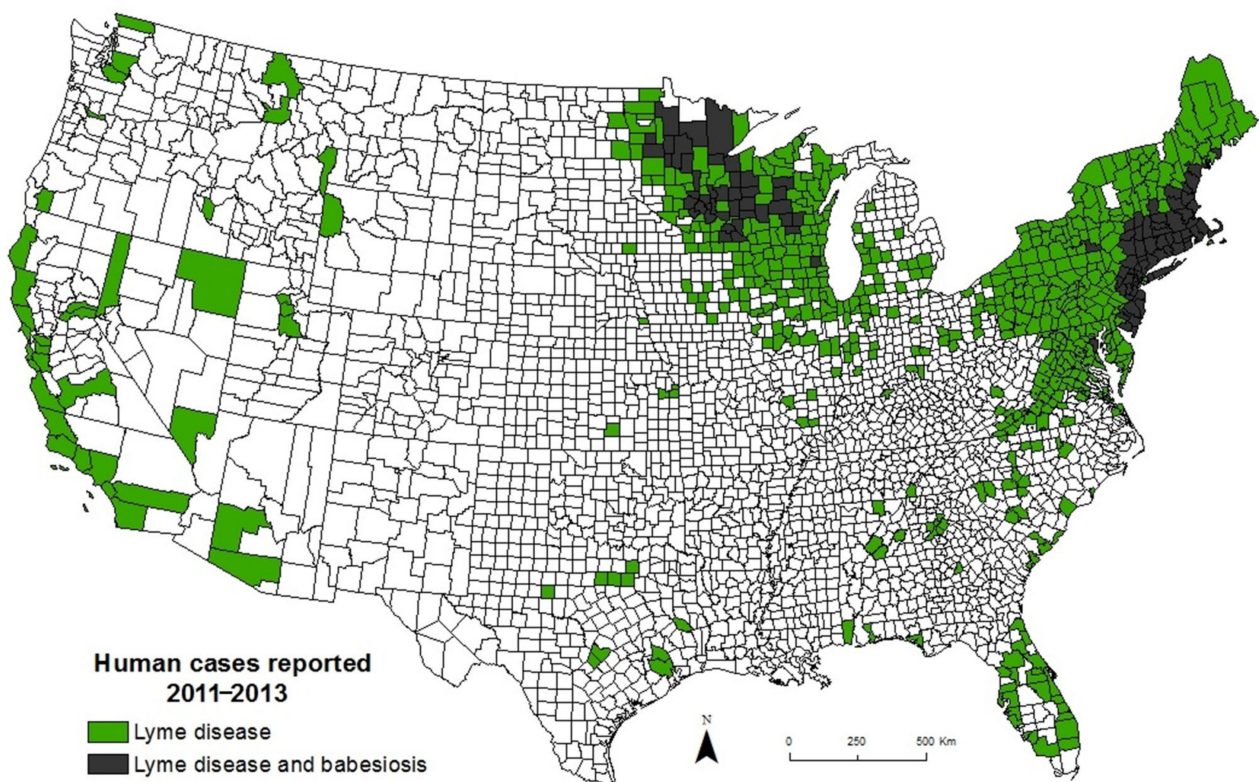 Human cases reported
2011–2013
Lyme disease
Lyme disease and babesiosis
N
0 250 500 Km